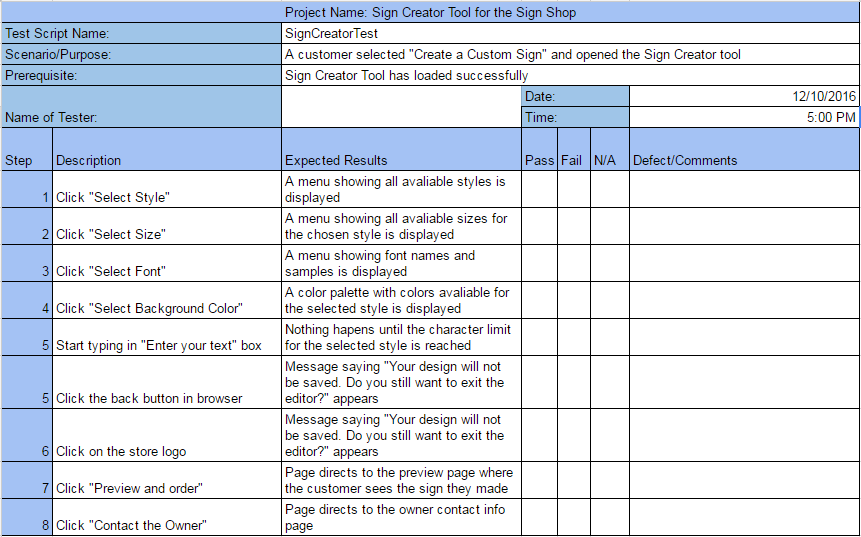 Project Name: Sign Creator Tool for the Sign Shop
Test Script Name: SignCreatorTest
Scenario/Purpose: A customer selected "Create a Custom Sign" and opened the Sign Creator tool
Prerequisite: Sign Creator Tool has loaded successfully
Date: 12/10/2016
Name of Tester: Time: 5:00 PM
Step Description Expected Results Pass Fail N/A Defect/Comments
1 Click "Select Style" A menu showing all avaliable styles is
displayed
2 Click "Select Size" A menu showing all avaliable sizes for
the chosen style is displayed
3 Click "Select Font" A menu showing font names and
samples is displayed
4 Click "Select Background Color" A color palette with colors avaliable for
the selected style is displayed
5 Start typing in "Enter your text" box Nothing hapens until the character limit
for the selected style is reached
5 Click the back button in browser Message saying "Your design will not
be saved. Do you still want to exit the
editor?" appears
6 Click on the store logo Message saying "Your design will not
be saved. Do you still want to exit the
editor?" appears
7 Click "Preview and order" Page directs to the preview page where
the customer sees the sign they made
8 Click "Contact the Owner" Page directs to the owner contact info
page